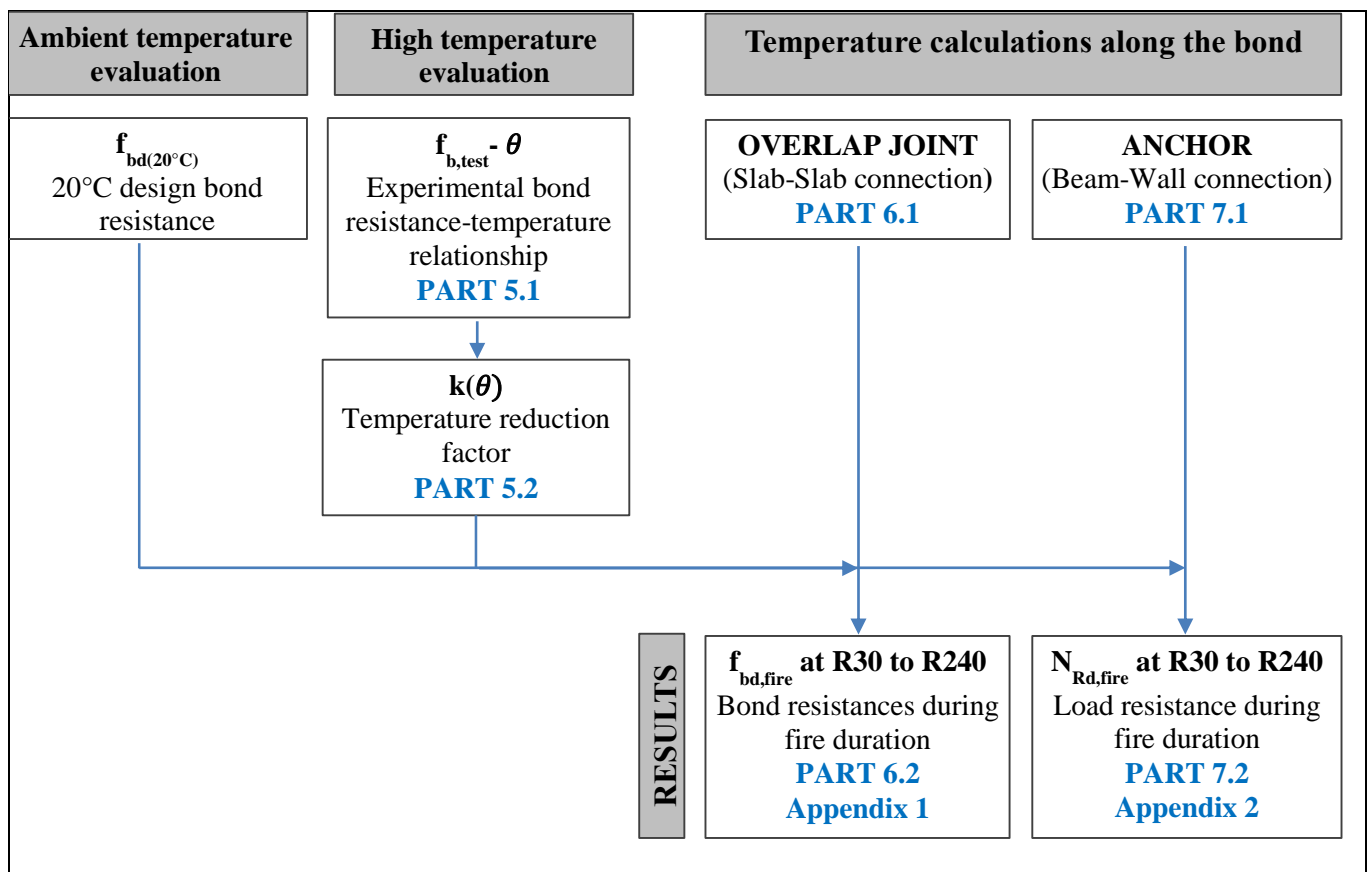 Ambient temperature
evaluation
High temperature
evaluation
Temperature calculations along the bond
f_bd(20°C)
20°C design bond
resistance
f_b,test - θ
Experimental bond
resistance-temperature
relationship
PART 5.1
OVERLAP JOINT
(Slab-Slab connection)
PART 6.1
ANCHOR
(Beam-Wall connection)
PART 7.1
k(θ)
Temperature reduction
factor
PART 5.2
RESULTS
f_bd,fire at R30 to R240
Bond resistances during
fire duration
PART 6.2
Appendix 1
N_Rd,fire at R30 to R240
Load resistance during
fire duration
PART 7.2
Appendix 2